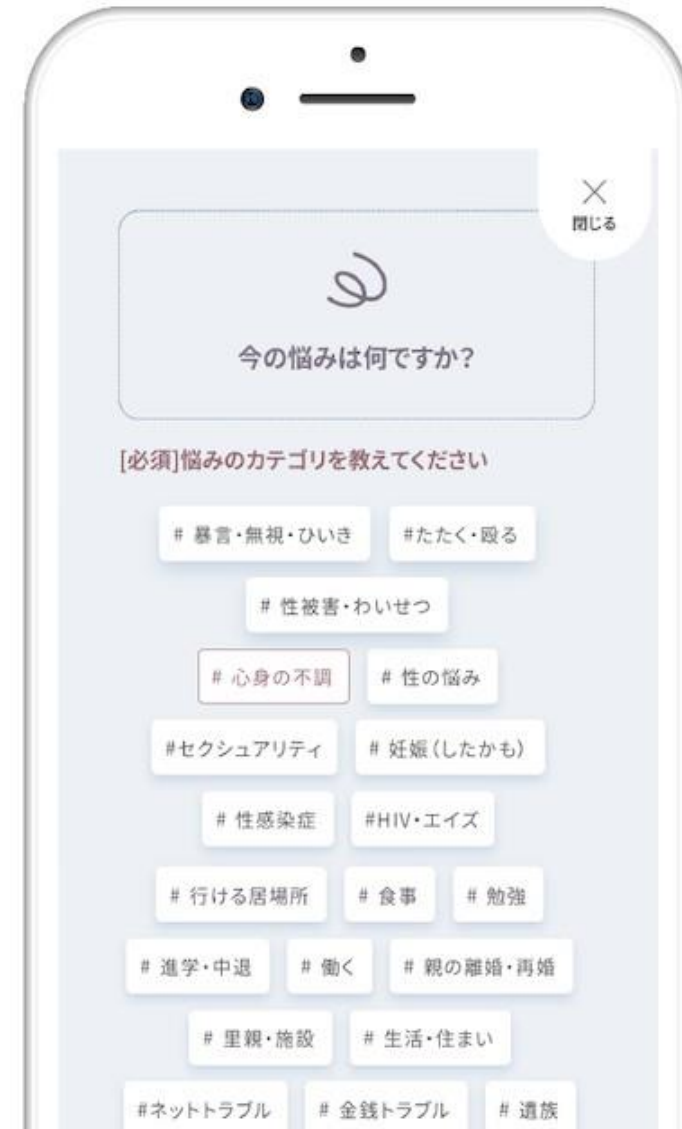 閉じる
今の悩みは何ですか?
[必須]悩みのカテゴリを教えてください
# 暴言・無視・ひいき #たたく・殴る
# 性被害・わいせつ
# 心身の不調 # 性の悩み
#セクシュアリティ # 妊娠(したかも)
# 性感染症 #HIV・エイズ
# 行ける居場所 # 食事 # 勉強
# 進学・中退 # 働く # 親の離婚・再婚
# 里親・施設 # 生活・住まい
#ネットトラブル # 金銭トラブル # 遺族